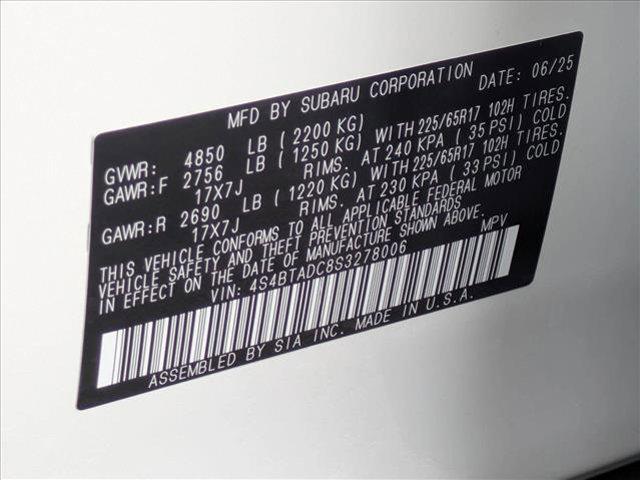 MFD BY SUBARU CORPORATION DATE: 06/25
GVWR: 4850 LB (2200 KG)
GAWR:F 2756 LB (1250 KG) WITH 225/65R17 102H TIRES.
17X7J RIMS. AT 240 KPA (35 PSI) COLD
GAWR:R 2690 LB (1220 KG) WITH 225/65R17 102H TIRES.
17X7J RIMS. AT 230 KPA (33 PSI) COLD
THIS VEHICLE CONFORMS TO ALL APPLICABLE FEDERAL MOTOR
VEHICLE SAFETY AND THEFT PREVENTION STANDARDS
IN EFFECT ON THE DATE OF MANUFACTURE SHOWN ABOVE.
VIN: 4S4BTADC8S3278006 MPV
ASSEMBLED BY SIA INC. MADE IN U.S.A.